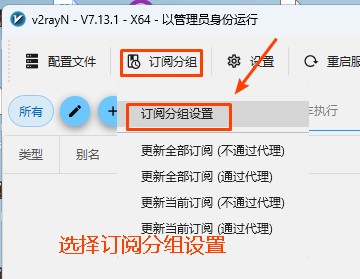 v2rayN - V7.13.1 - X64 - 以管理员身份运行
配置文件 订阅分组 设置 重启服
所有
订阅分组设置
执行
类型 别名
更新全部订阅 (不通过代理)
更新全部订阅 (通过代理)
更新当前订阅 (不通过代理)
更新当前订阅 (通过代理)
选择订阅分组设置